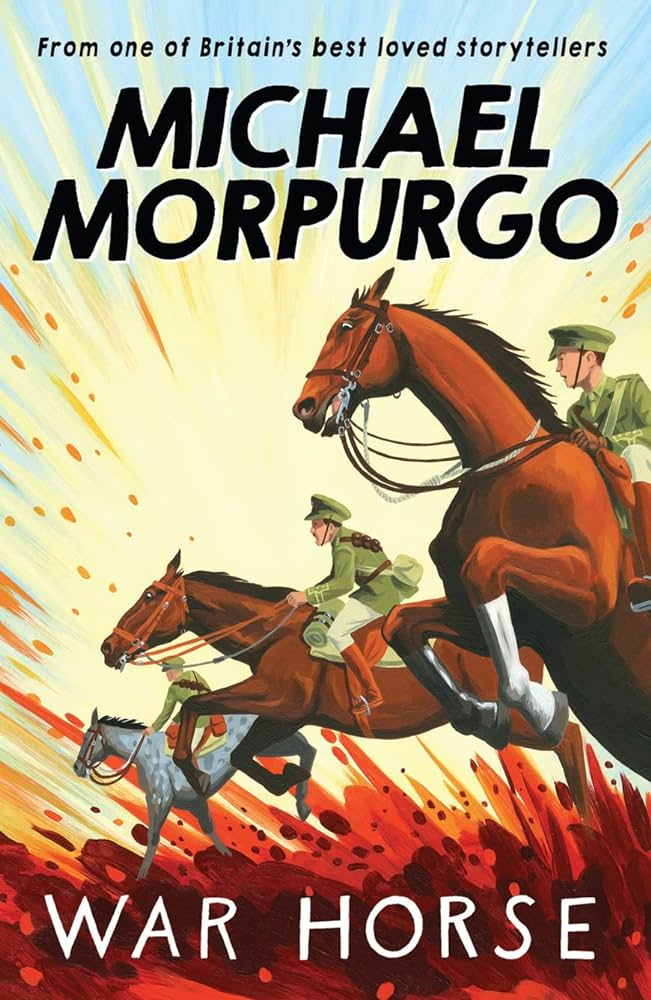 From one of Britain's best loved storytellers
MICHAEL
MORPURGO
WAR HORSE